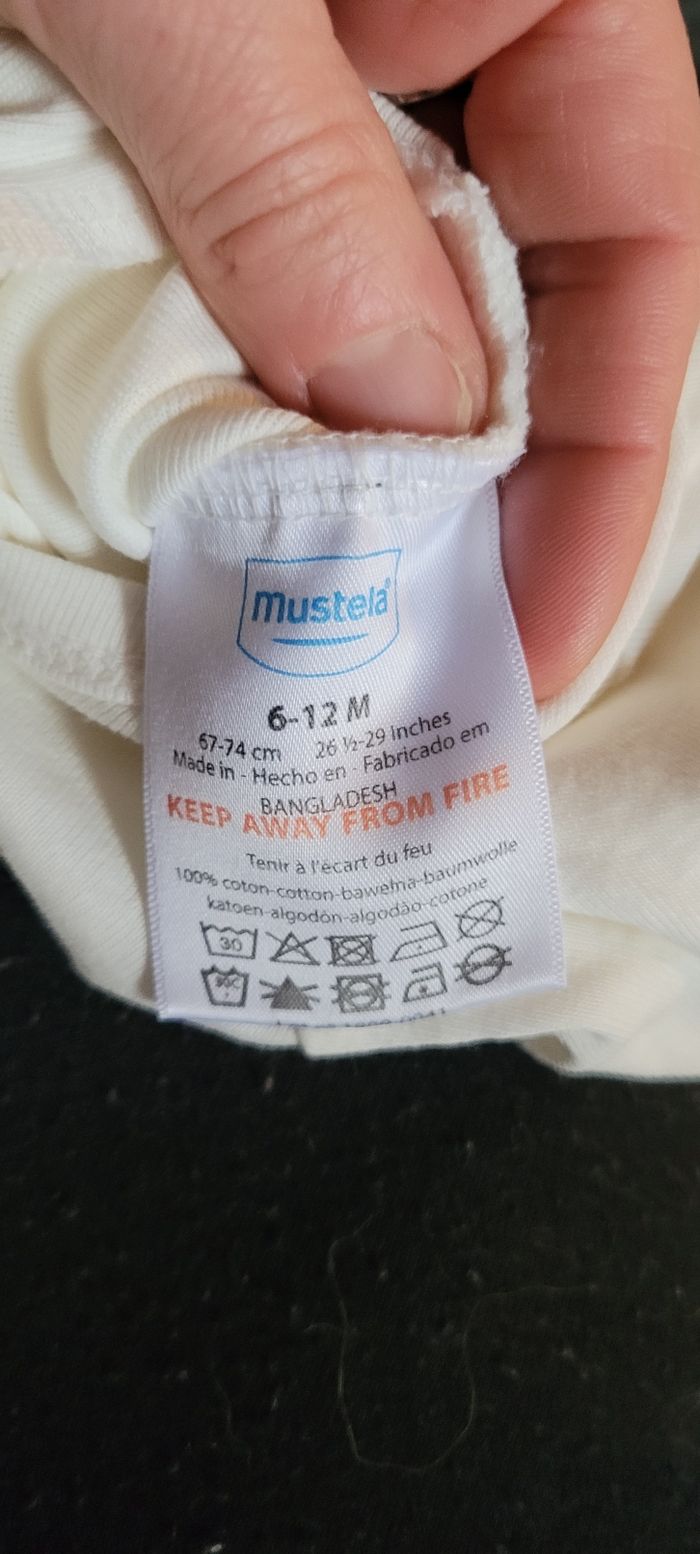 mustela®
6-12 M
67-74 cm 26 ½-29 inches
Made in - Hecho en - Fabricado em
BANGLADESH
KEEP AWAY FROM FIRE
Tenir à l'écart du feu
100% coton-cotton-bawełna-baumwolle
katoen-algodón-algodão-cotone
30